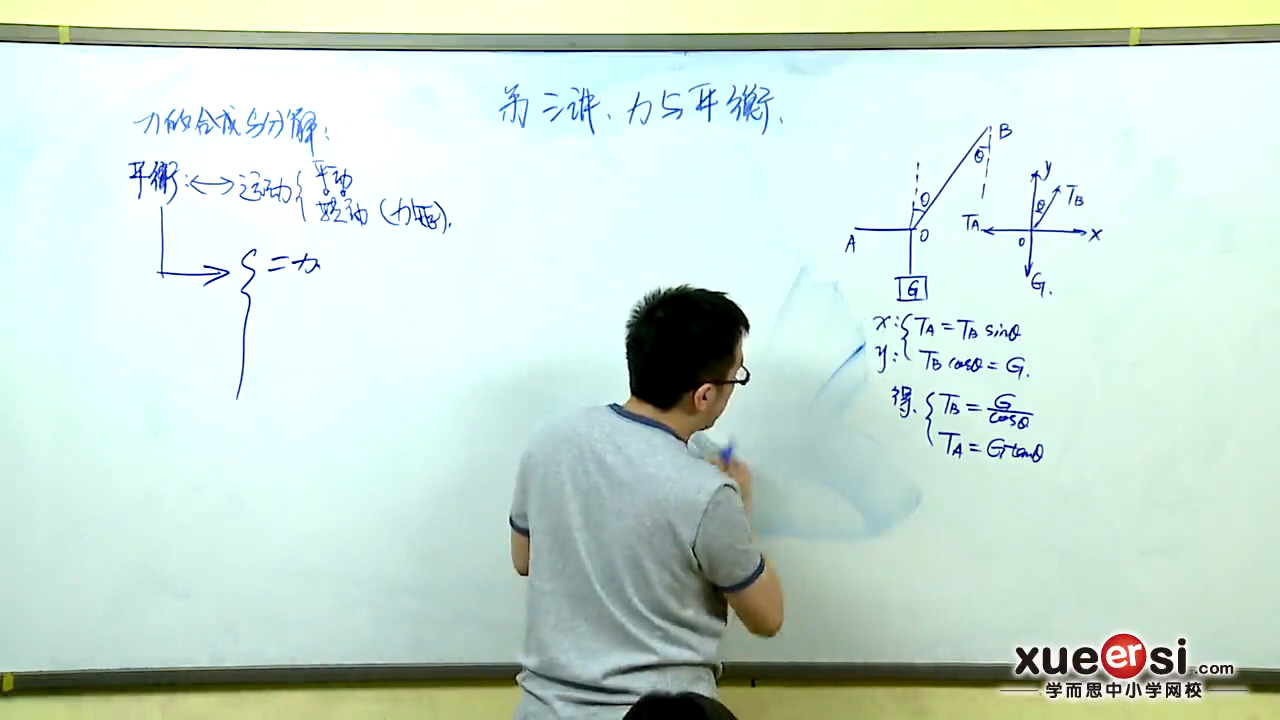 第三讲、力与平衡.
力的合成与分解:
平衡:↔运动{平动
转动(力矩).
{二力
B
θ
θ
A
O
G
y
T_B
θ
T_A
x
o
G.
x:{T_A=T_B sinθ
y: T_B cosθ=G.
得.{T_B=G/cosθ
T_A=Gtanθ
xueersi.com
学而思中小学网校